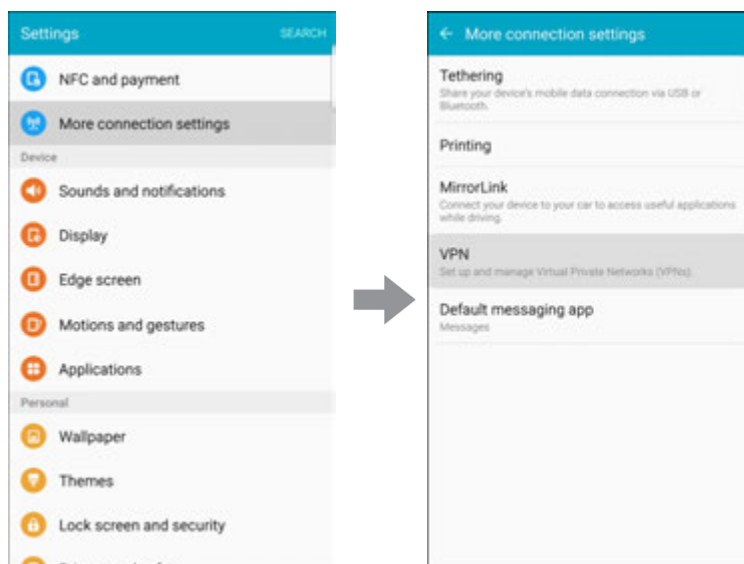 Settings
SEARCH
NFC and payment
More connection settings
Device
Sounds and notifications
Display
Edge screen
Motions and gestures
Applications
Personal
Wallpaper
Themes
Lock screen and security
More connection settings
Tethering
Share your device's mobile data connection via USB or
Bluetooth.
Printing
MirrorLink
Connect your device to your car to access useful applications
while driving.
VPN
Set up and manage Virtual Private Networks (VPNs).
Default messaging app
Messages